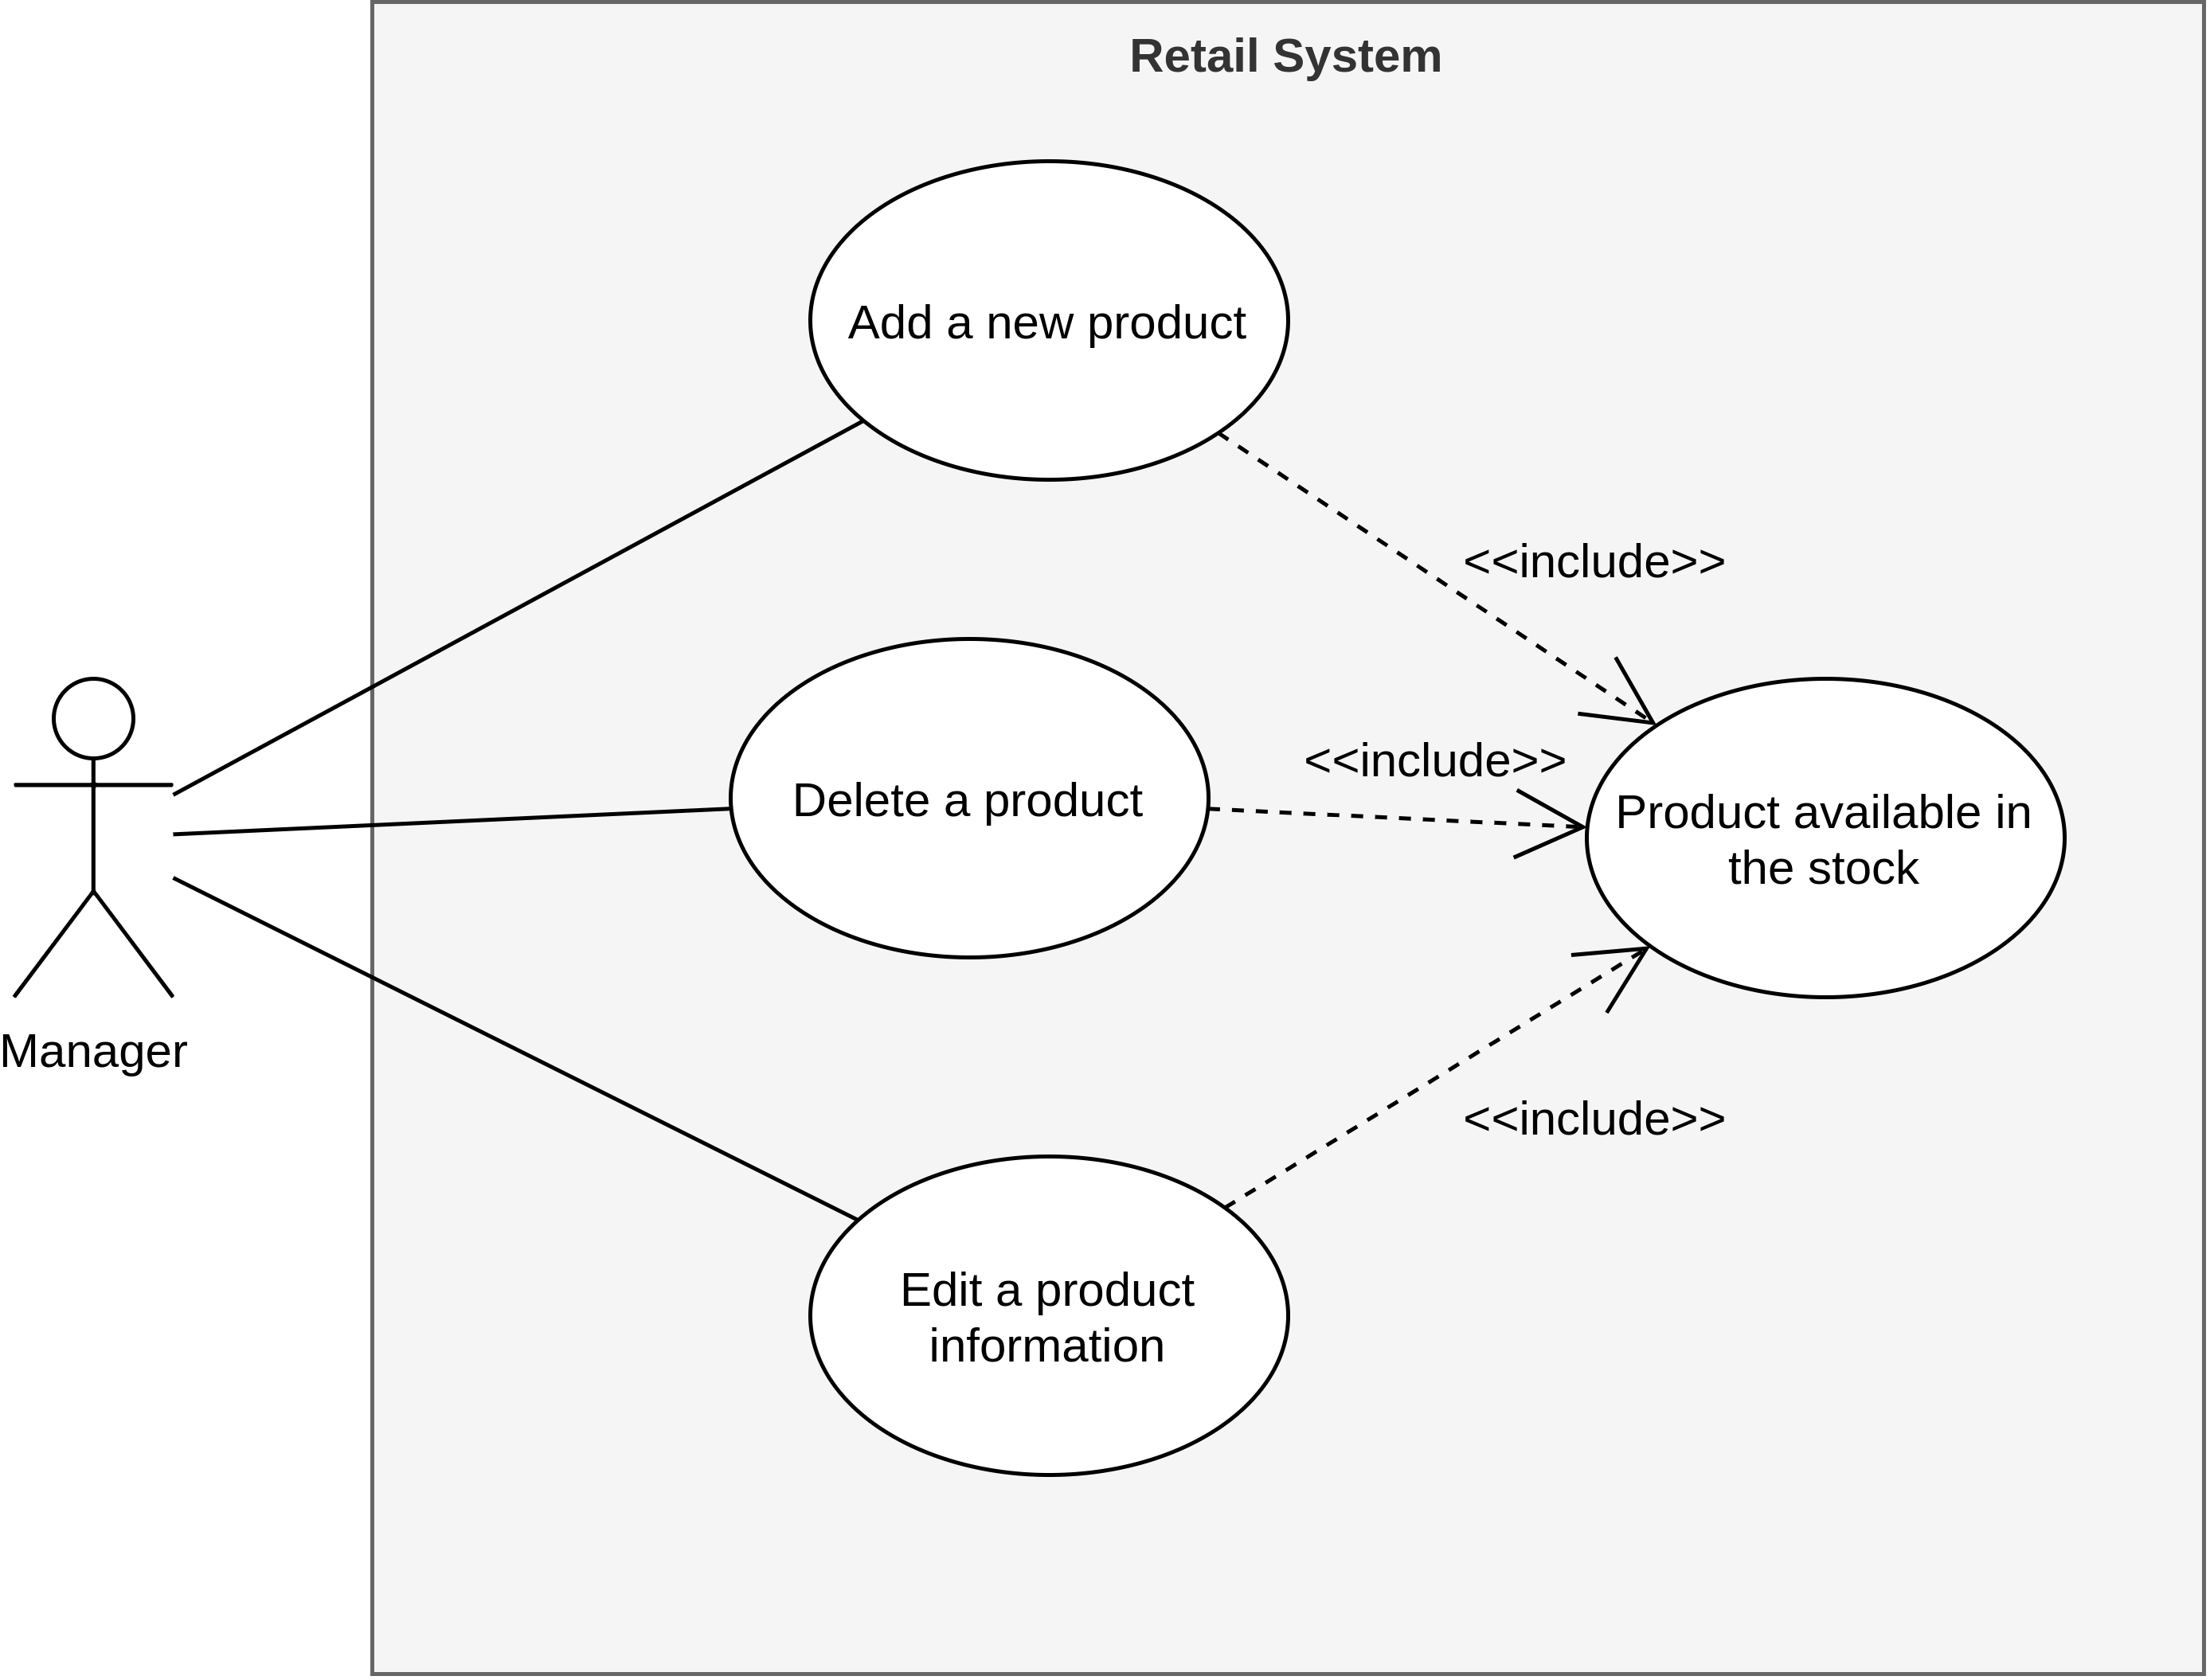 Retail System
Add a new product
<<include>>
<<include>>
Delete a product
Product available in
the stock
Manager
<<include>>
Edit a product
information